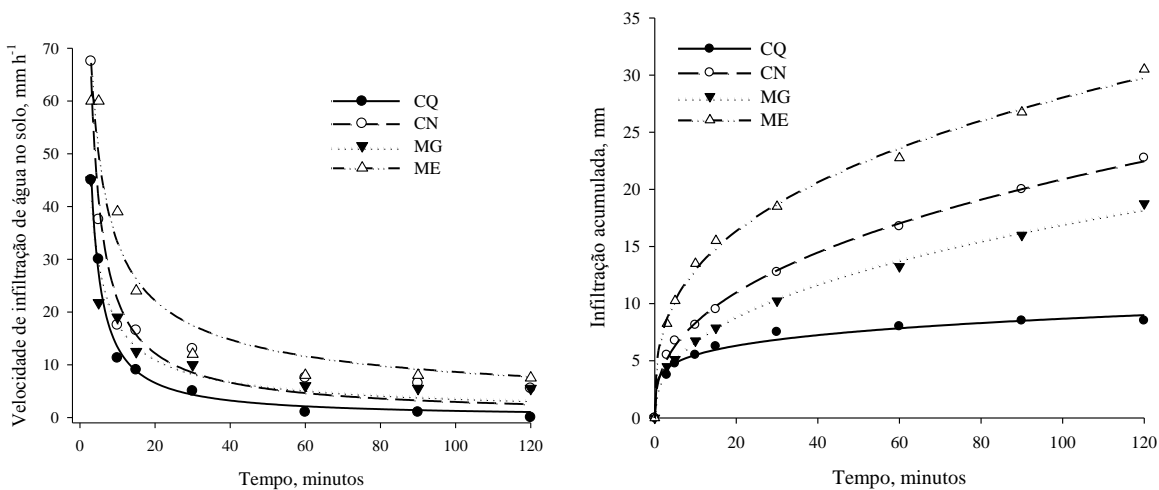 Velocidade de infiltração de água no solo, mm h⁻¹
70
60
50
40
30
20
10
0
CQ
CN
MG
ME
0 20 40 60 80 100 120
Tempo, minutos
Infiltração acumulada, mm
35
30
25
20
15
10
5
0
CQ
CN
MG
ME
0 20 40 60 80 100 120
Tempo, minutos